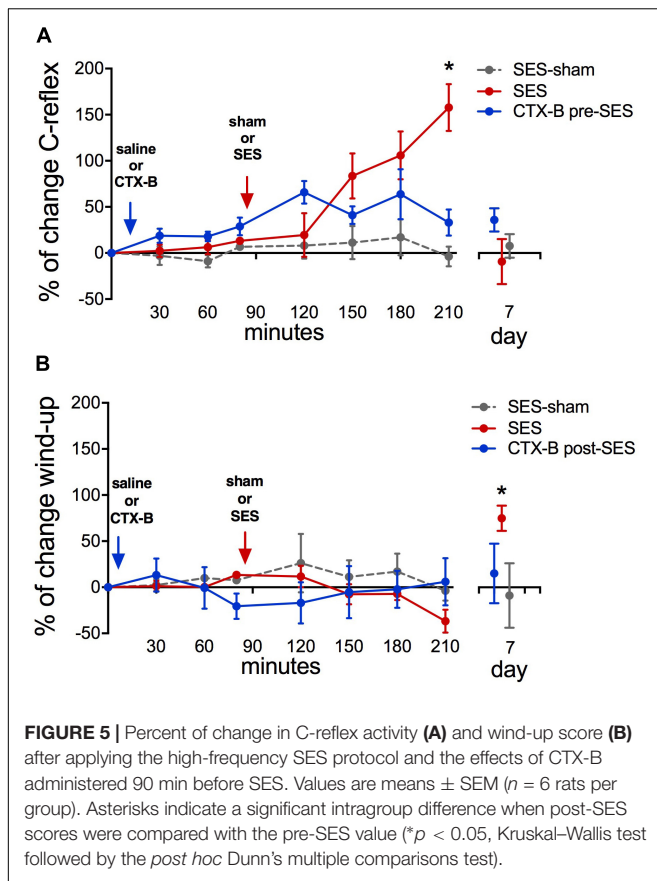 A
% of change C-reflex
200
150
100
50
0
-50
saline
or
CTX-B
sham
or
SES
*
SES-sham
SES
CTX-B pre-SES
30 60 90 120 150 180 210
minutes
7
day
B
% of change wind-up
200
150
100
50
0
-50
saline
or
CTX-B
sham
or
SES
*
SES-sham
SES
CTX-B post-SES
30 60 90 120 150 180 210
minutes
7
day
FIGURE 5 | Percent of change in C-reflex activity (A) and wind-up score (B)
after applying the high-frequency SES protocol and the effects of CTX-B
administered 90 min before SES. Values are means ± SEM (n = 6 rats per
group). Asterisks indicate a significant intragroup difference when post-SES
scores were compared with the pre-SES value (*p < 0.05, Kruskal–Wallis test
followed by the post hoc Dunn's multiple comparisons test).